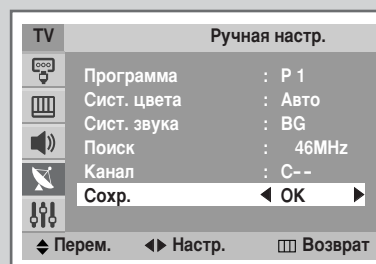 TV Ручная настр.
Программа : P 1
Сист. цвета : Авто
Сист. звука : BG
Поиск : 46MHz
Канал : C--
Сохр. ◀ OK ▶
Перем. Настр. Возврат